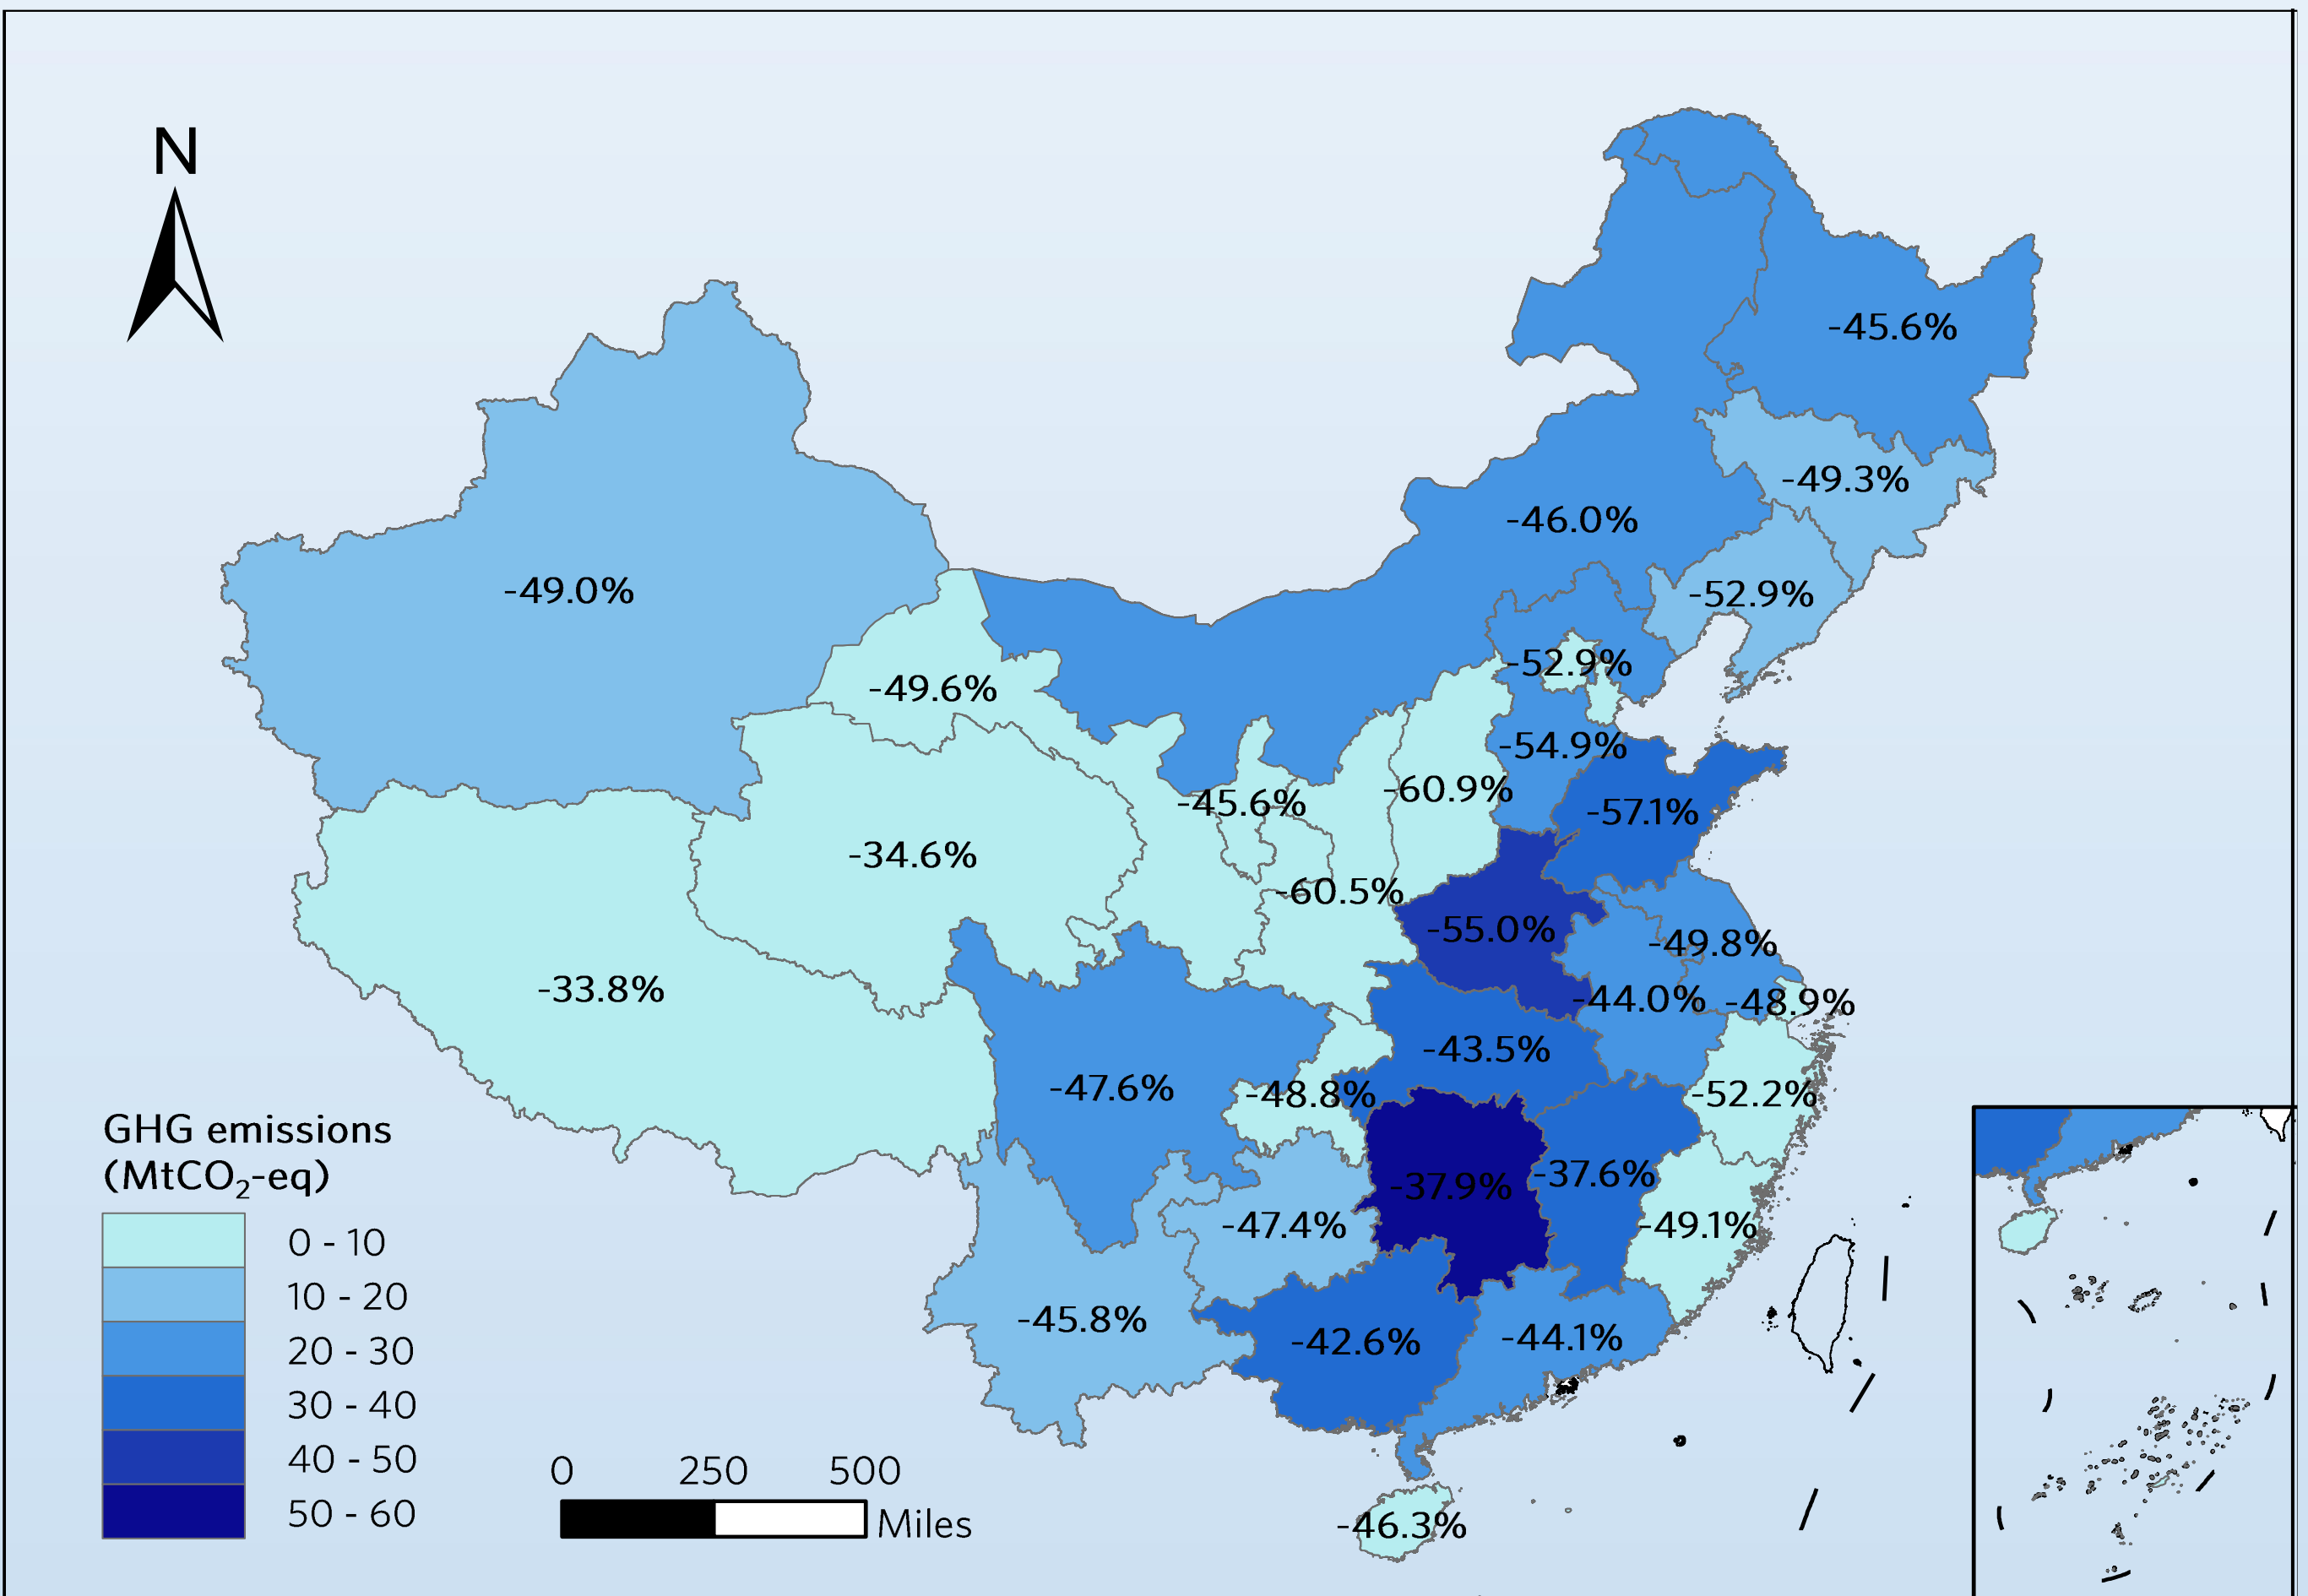 N
-45.6%
-49.3%
-46.0%
-49.0%
-52.9%
-52.9%
-49.6%
-54.9%
-60.9%
-45.6%
-57.1%
-34.6%
-60.5%
-55.0%
-49.8%
-33.8%
-44.0%
-48.9%
-43.5%
-47.6%
-48.8%
-52.2%
-37.9%
-37.6%
-47.4%
-49.1%
-45.8%
-42.6%
-44.1%
-46.3%
GHG emissions
(MtCO₂-eq)
0 - 10
10 - 20
20 - 30
30 - 40
40 - 50
50 - 60
0 250 500
Miles